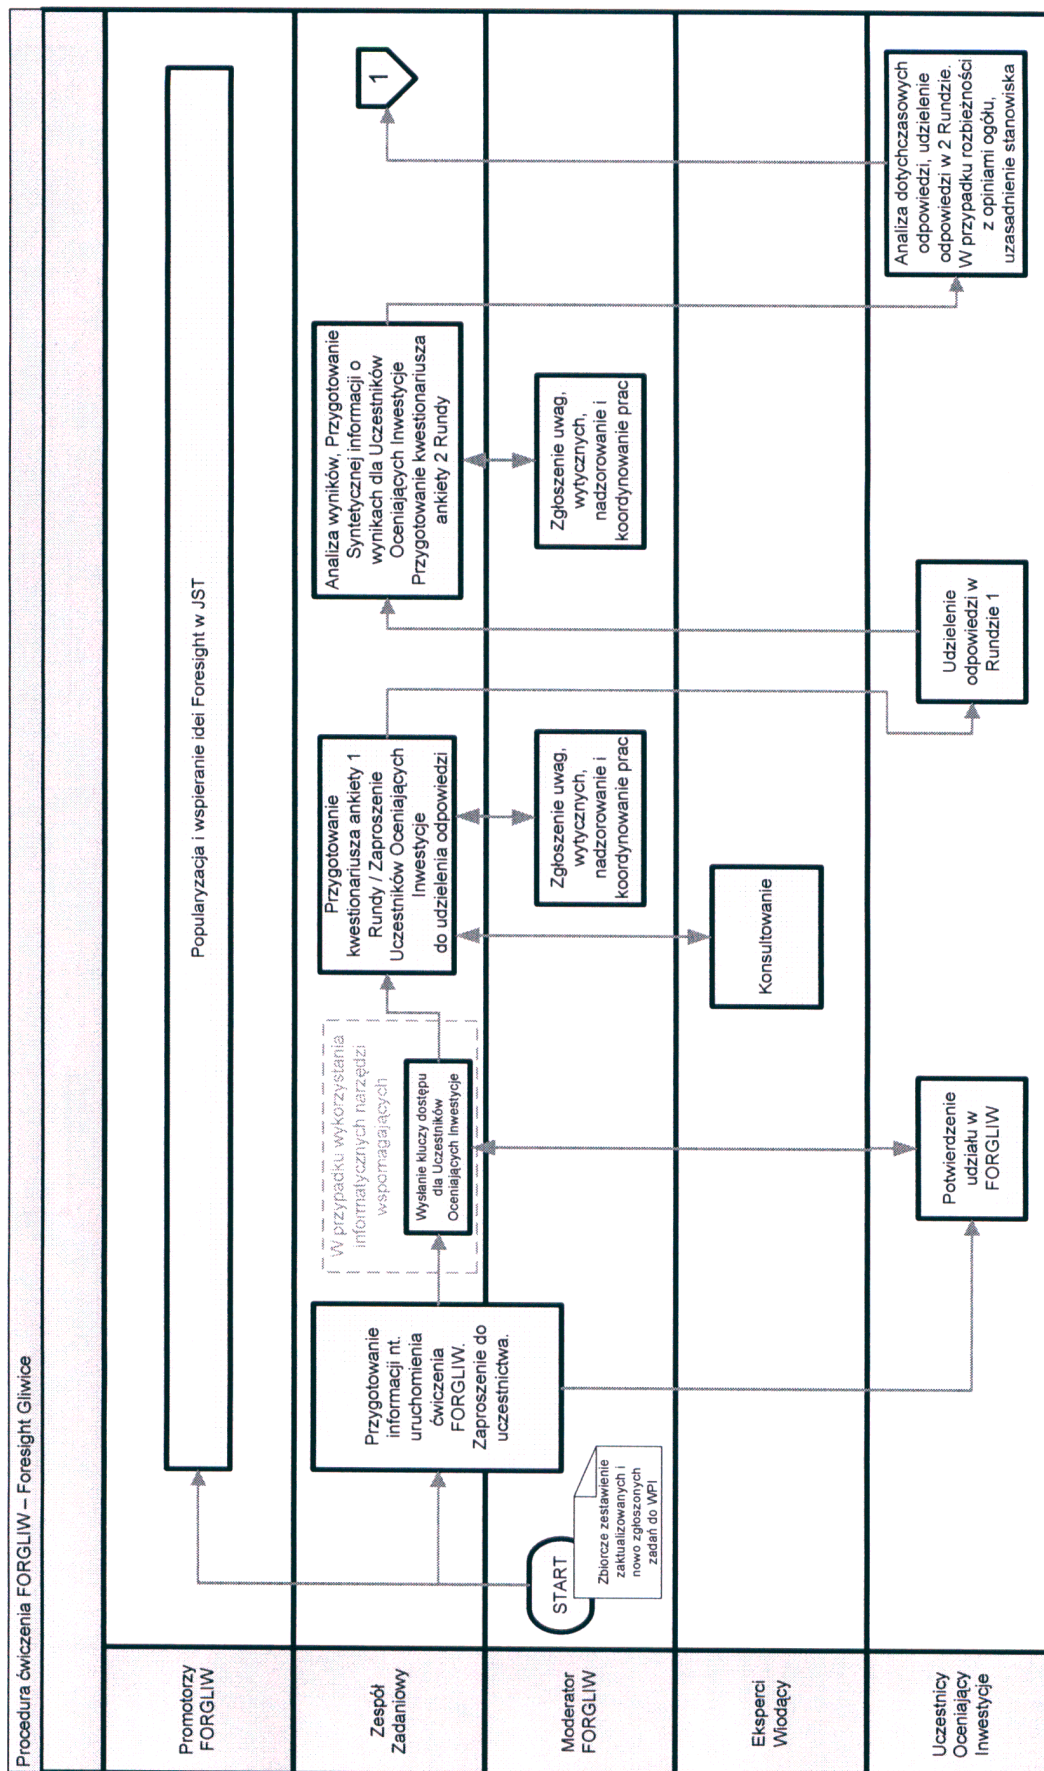 Procedura ćwiczenia FORGLIW – Foresight Gliwice
Promotorzy
FORGLIW
Popularyzacja i wspieranie idei Foresight w JST
Zespół
Zadaniowy
Przygotowanie
informacji nt.
uruchomienia
ćwiczenia
FORGLIW.
Zaproszenie do
uczestnictwa.
W przypadku wykorzystania
informatycznych narzędzi
wspomagających
Wysłanie kluczy dostępu
dla Uczestników
Oceniających Inwestycje
Przygotowanie
kwestionariusza ankiety 1
Rundy / Zaproszenie
Uczestników Oceniających
Inwestycje
do udzielenia odpowiedzi
Analiza wyników, Przygotowanie
Syntetycznej informacji o
wynikach dla Uczestników
Oceniających Inwestycje
Przygotowanie kwestionariusza
ankiety 2 Rundy
1
Moderator
FORGLIW
START
Zbiorcze zestawienie
zaktualizowanych i
nowo zgłoszonych
zadań do WPI
Zgłoszenie uwag,
wytycznych,
nadzorowanie i
koordynowanie prac
Zgłoszenie uwag,
wytycznych,
nadzorowanie i
koordynowanie prac
Eksperci
Wiodący
Konsultowanie
Uczestnicy
Oceniający
Inwestycje
Potwierdzenie
udziału w
FORGLIW
Udzielenie
odpowiedzi w
Rundzie 1
Analiza dotychczasowych
odpowiedzi, udzielenie
odpowiedzi w 2 Rundzie.
W przypadku rozbieżności
z opiniami ogółu,
uzasadnienie stanowiska